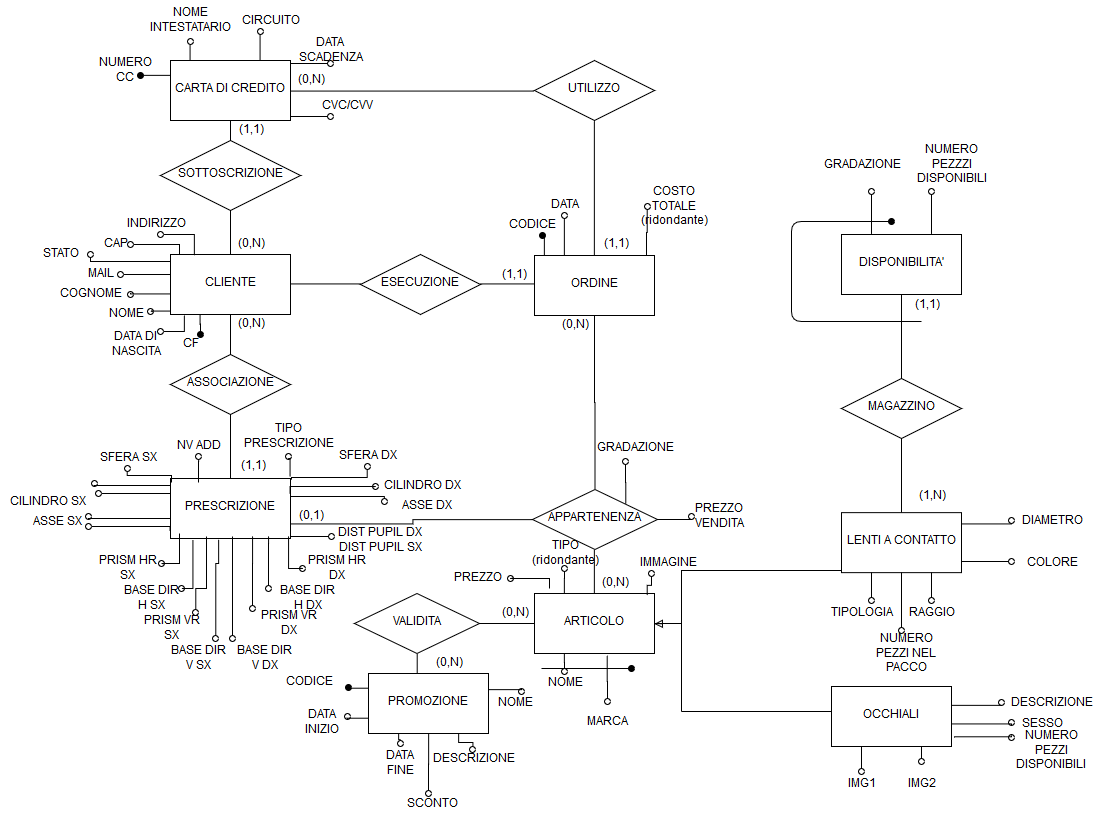 NOME
INTESTATARIO
CIRCUITO
DATA
SCADENZA
NUMERO
CC
CARTA DI CREDITO
(0,N)
UTILIZZO
CVC/CVV
(1,1)
SOTTOSCRIZIONE
GRADAZIONE
NUMERO
PEZZZI
DISPONIBILI
INDIRIZZO
CAP
STATO
MAIL
COGNOME
NOME
DATA DI
NASCITA
CF
(0,N)
CLIENTE
(0,N)
ESECUZIONE
(1,1)
CODICE
DATA
COSTO
TOTALE
(ridondante)
(1,1)
ORDINE
(0,N)
DISPONIBILITA'
(1,1)
MAGAZZINO
(1,N)
ASSOCIAZIONE
(1,1)
SFERA SX
NV ADD
TIPO
PRESCRIZIONE
SFERA DX
CILINDRO SX
CILINDRO DX
ASSE SX
ASSE DX
PRESCRIZIONE
(0,1)
DIST PUPIL DX
DIST PUPIL SX
PRISM HR
SX
PRISM HR
DX
BASE DIR
H SX
BASE DIR
H DX
PRISM VR
SX
PRISM VR
DX
BASE DIR
V SX
BASE DIR
V DX
GRADAZIONE
APPARTENENZA
PREZZO
VENDITA
TIPO
(ridondante)
IMMAGINE
PREZZO
(0,N)
(0,N)
ARTICOLO
NOME
MARCA
VALIDITA
(0,N)
CODICE
PROMOZIONE
NOME
DATA
INIZIO
DATA
FINE
DESCRIZIONE
SCONTO
LENTI A CONTATTO
DIAMETRO
COLORE
TIPOLOGIA
RAGGIO
NUMERO
PEZZI NEL
PACCO
OCCHIALI
DESCRIZIONE
SESSO
NUMERO
PEZZI
DISPONIBILI
IMG1
IMG2